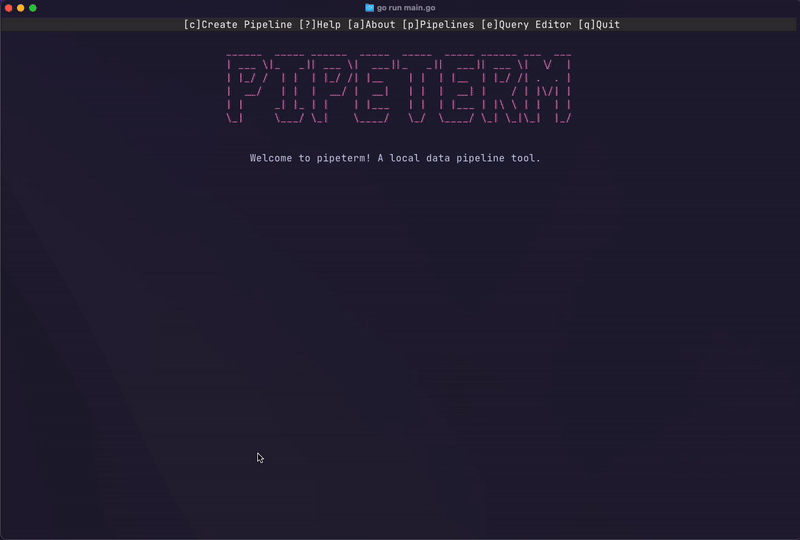 go run main.go
[c]Create Pipeline [?]Help [a]About [p]Pipelines [e]Query Editor [q]Quit
PIPETERM
Welcome to pipeterm! A local data pipeline tool.